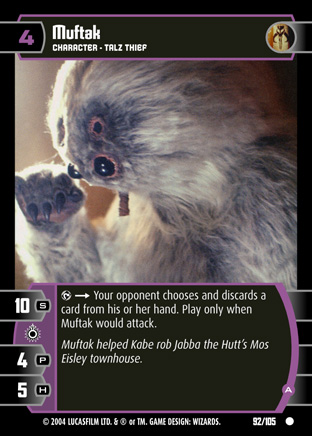 4 Muftak
CHARACTER • TALZ THIEF
10 S
4 P
5 H
→ Your opponent chooses and discards a
card from his or her hand. Play only when
Muftak would attack.
Muftak helped Kabe rob Jabba the Hutt's Mos
Eisley townhouse.
A
© 2004 LUCASFILM LTD. & ® or TM. GAME DESIGN: WIZARDS. 92/105